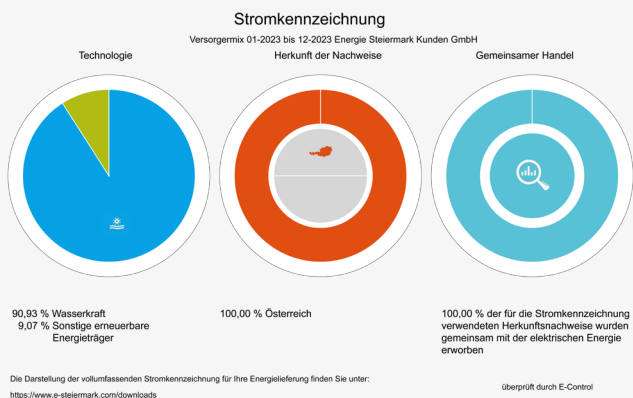 Stromkennzeichnung
Versorgermix 01-2023 bis 12-2023 Energie Steiermark Kunden GmbH
Technologie
Herkunft der Nachweise
Gemeinsamer Handel
90,93 % Wasserkraft
9,07 % Sonstige erneuerbare
Energieträger
100,00 % Österreich
100,00 % der für die Stromkennzeichnung
verwendeten Herkunftsnachweise wurden
gemeinsam mit der elektrischen Energie
erworben
Die Darstellung der vollumfassenden Stromkennzeichnung für Ihre Energielieferung finden Sie unter:
https://www.e-steiermark.com/downloads
überprüft durch E-Control